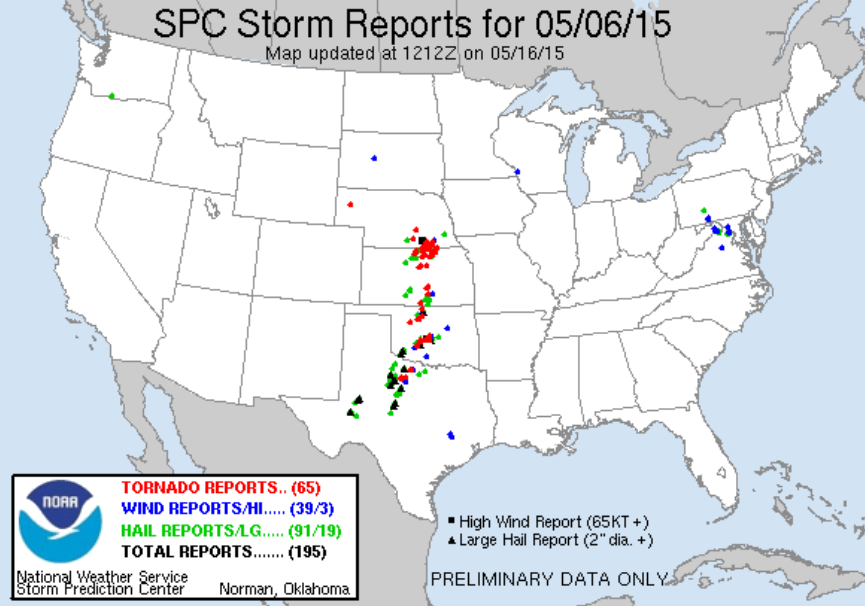 SPC Storm Reports for 05/06/15
Map updated at 1212Z on 05/16/15
NOAA
TORNADO REPORTS.. (65)
WIND REPORTS/HI..... (39/3)
HAIL REPORTS/LG..... (91/19)
TOTAL REPORTS....... (195)
National Weather Service
Storm Prediction Center Norman, Oklahoma
High Wind Report (65KT +)
Large Hail Report (2" dia. +)
PRELIMINARY DATA ONLY